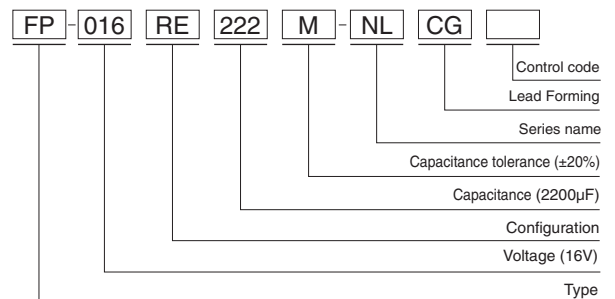 FP-016 RE 222 M-NL CG
Control code
Lead Forming
Series name
Capacitance tolerance (±20%)
Capacitance (2200µF)
Configuration
Voltage (16V)
Type